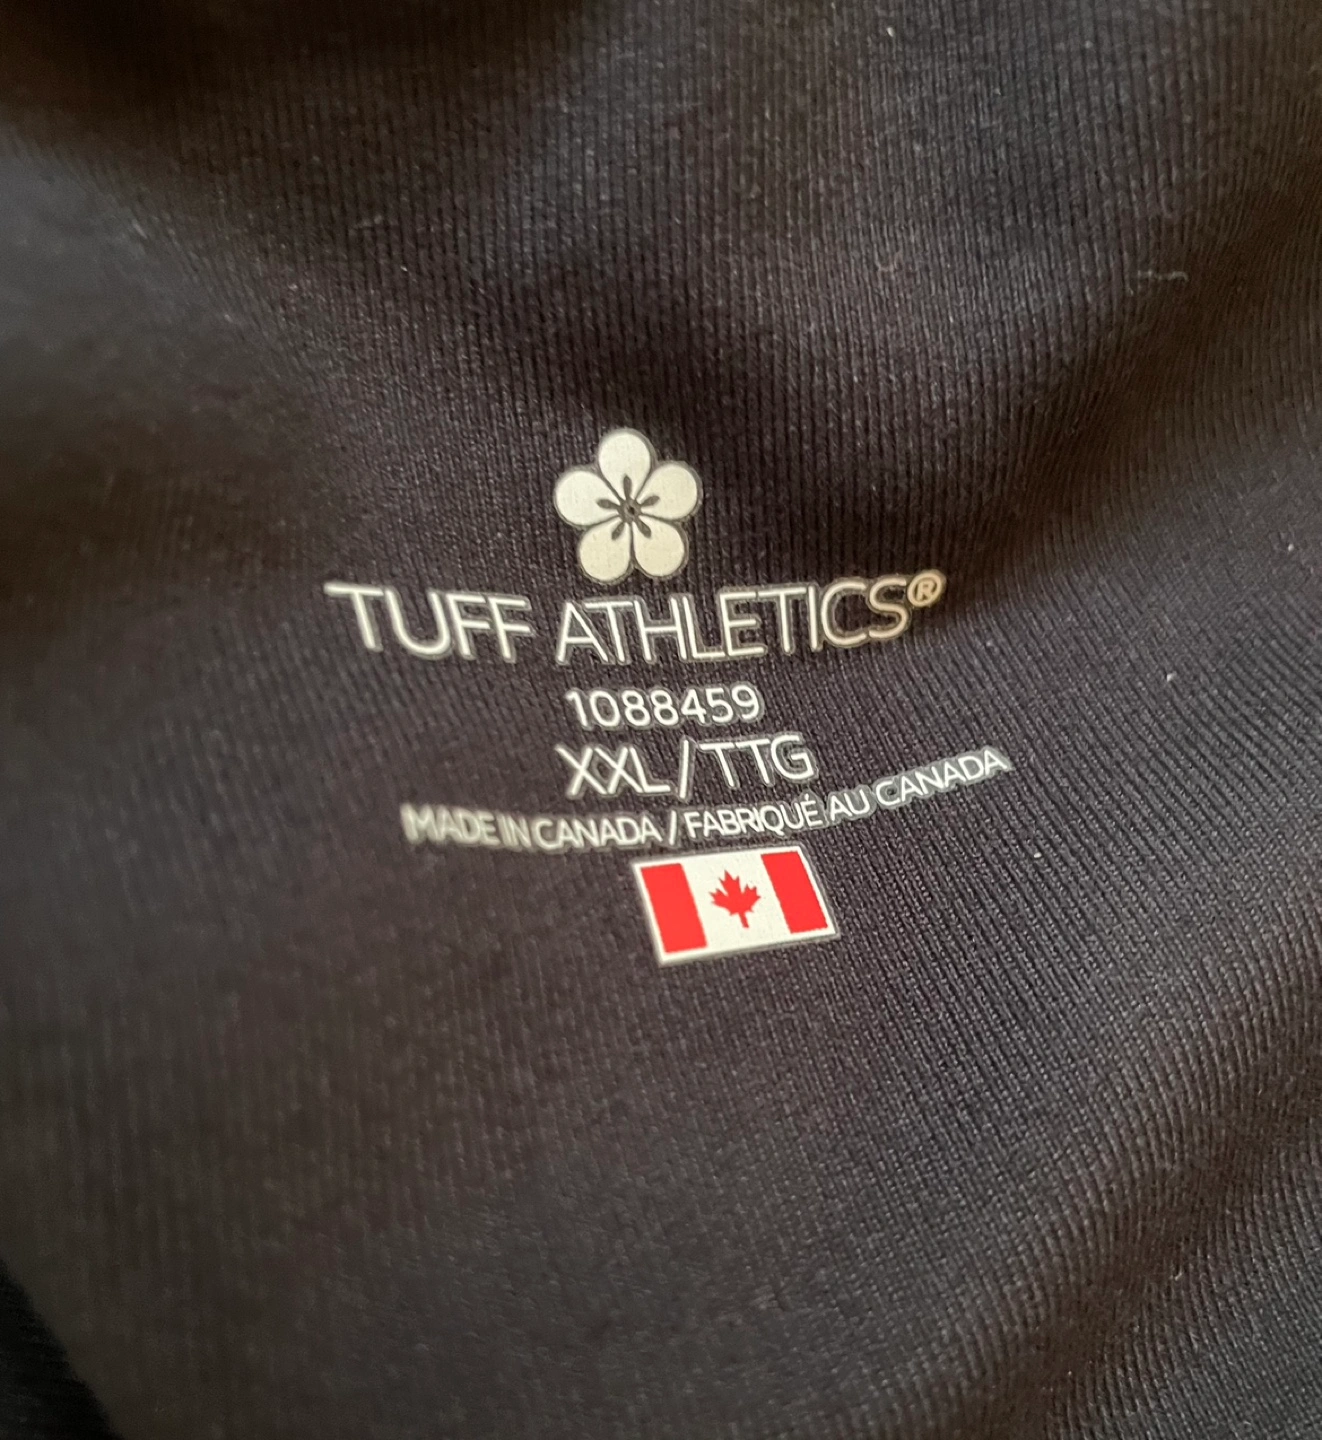 TUFF ATHLETICS®
1088459
XXL / TTG
MADE IN CANADA / FABRIQUÉ AU CANADA